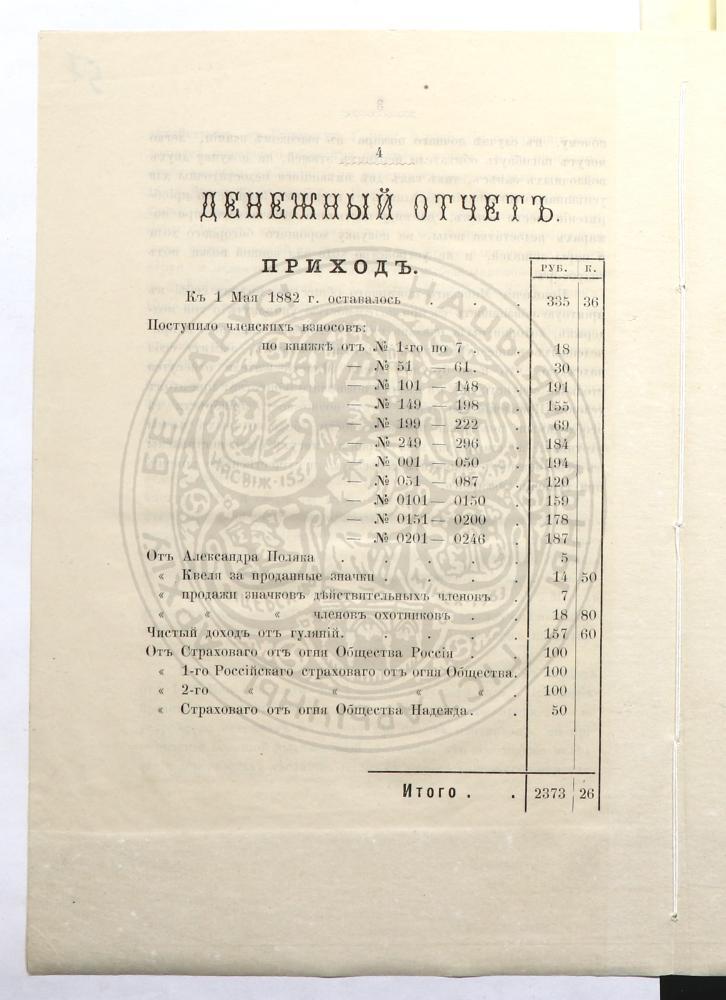 4
ДЕНЕЖНЫЙ ОТЧЕТЪ.
ПРИХОДЪ. РУБ. К.
Къ 1 Мая 1882 г. оставалось . . . 335 36
Поступило членскихъ взносовъ:
по книжкѣ отъ № 1-го по 7 . . 18
— № 51 — 61. . 30
— № 101 — 148 . 191
— № 149 — 198 . 155
— № 199 — 222 . 69
— № 249 — 296 . 184
— № 001 — 050 . 194
— № 051 — 087 . 120
— № 0101 — 0150 . 159
— № 0151 — 0200 . 178
— № 0201 — 0246 . 187
Отъ Александра Поляка . . . . . 5
« Квеля за проданные значки . . . . 14 50
« продажи значковъ дѣйствительныхъ членовъ . 7
« « « членовъ охотниковъ . . 18 80
Чистый доходъ отъ гуляній. . . . . 157 60
Отъ Страховаго отъ огня Общества Россія . 100
« 1-го Россійскаго страховаго отъ огня Общества. 100
« 2-го « « « « . 100
« Страховаго отъ огня Общества Надежда. . 50
Итого . . 2373 26